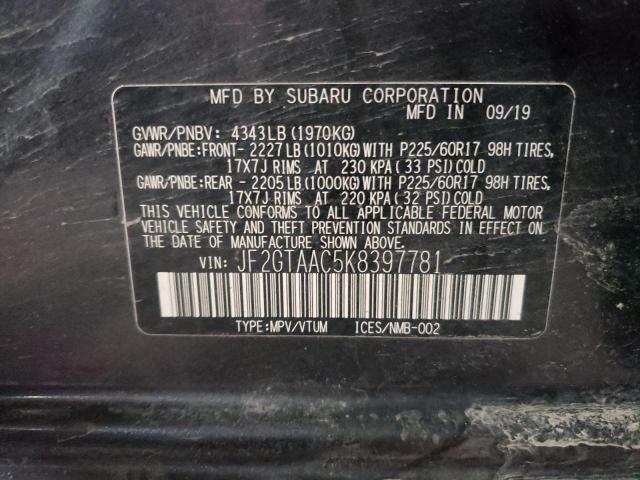 MFD BY SUBARU CORPORATION
MFD IN 09/19
GVWR/PNBV: 4343LB(1970KG)
GAWR/PNBE:FRONT- 2227LB(1010KG)WITH P225/60R17 98H TIRES,
17X7J RIMS AT 230 KPA(33 PSI)COLD
GAWR/PNBE:REAR - 2205LB(1000KG)WITH P225/60R17 98H TIRES,
17X7J RIMS AT 220 KPA(32 PSI)COLD
THIS VEHICLE CONFORMS TO ALL APPLICABLE FEDERAL MOTOR
VEHICLE SAFETY AND THEFT PREVENTION STANDARDS IN EFFECT
ON THE DATE OF MANUFACTURE SHOWN ABOVE.
VIN: JF2GTAAC5K8397781
TYPE:MPV/VTUM ICES/NMB-002